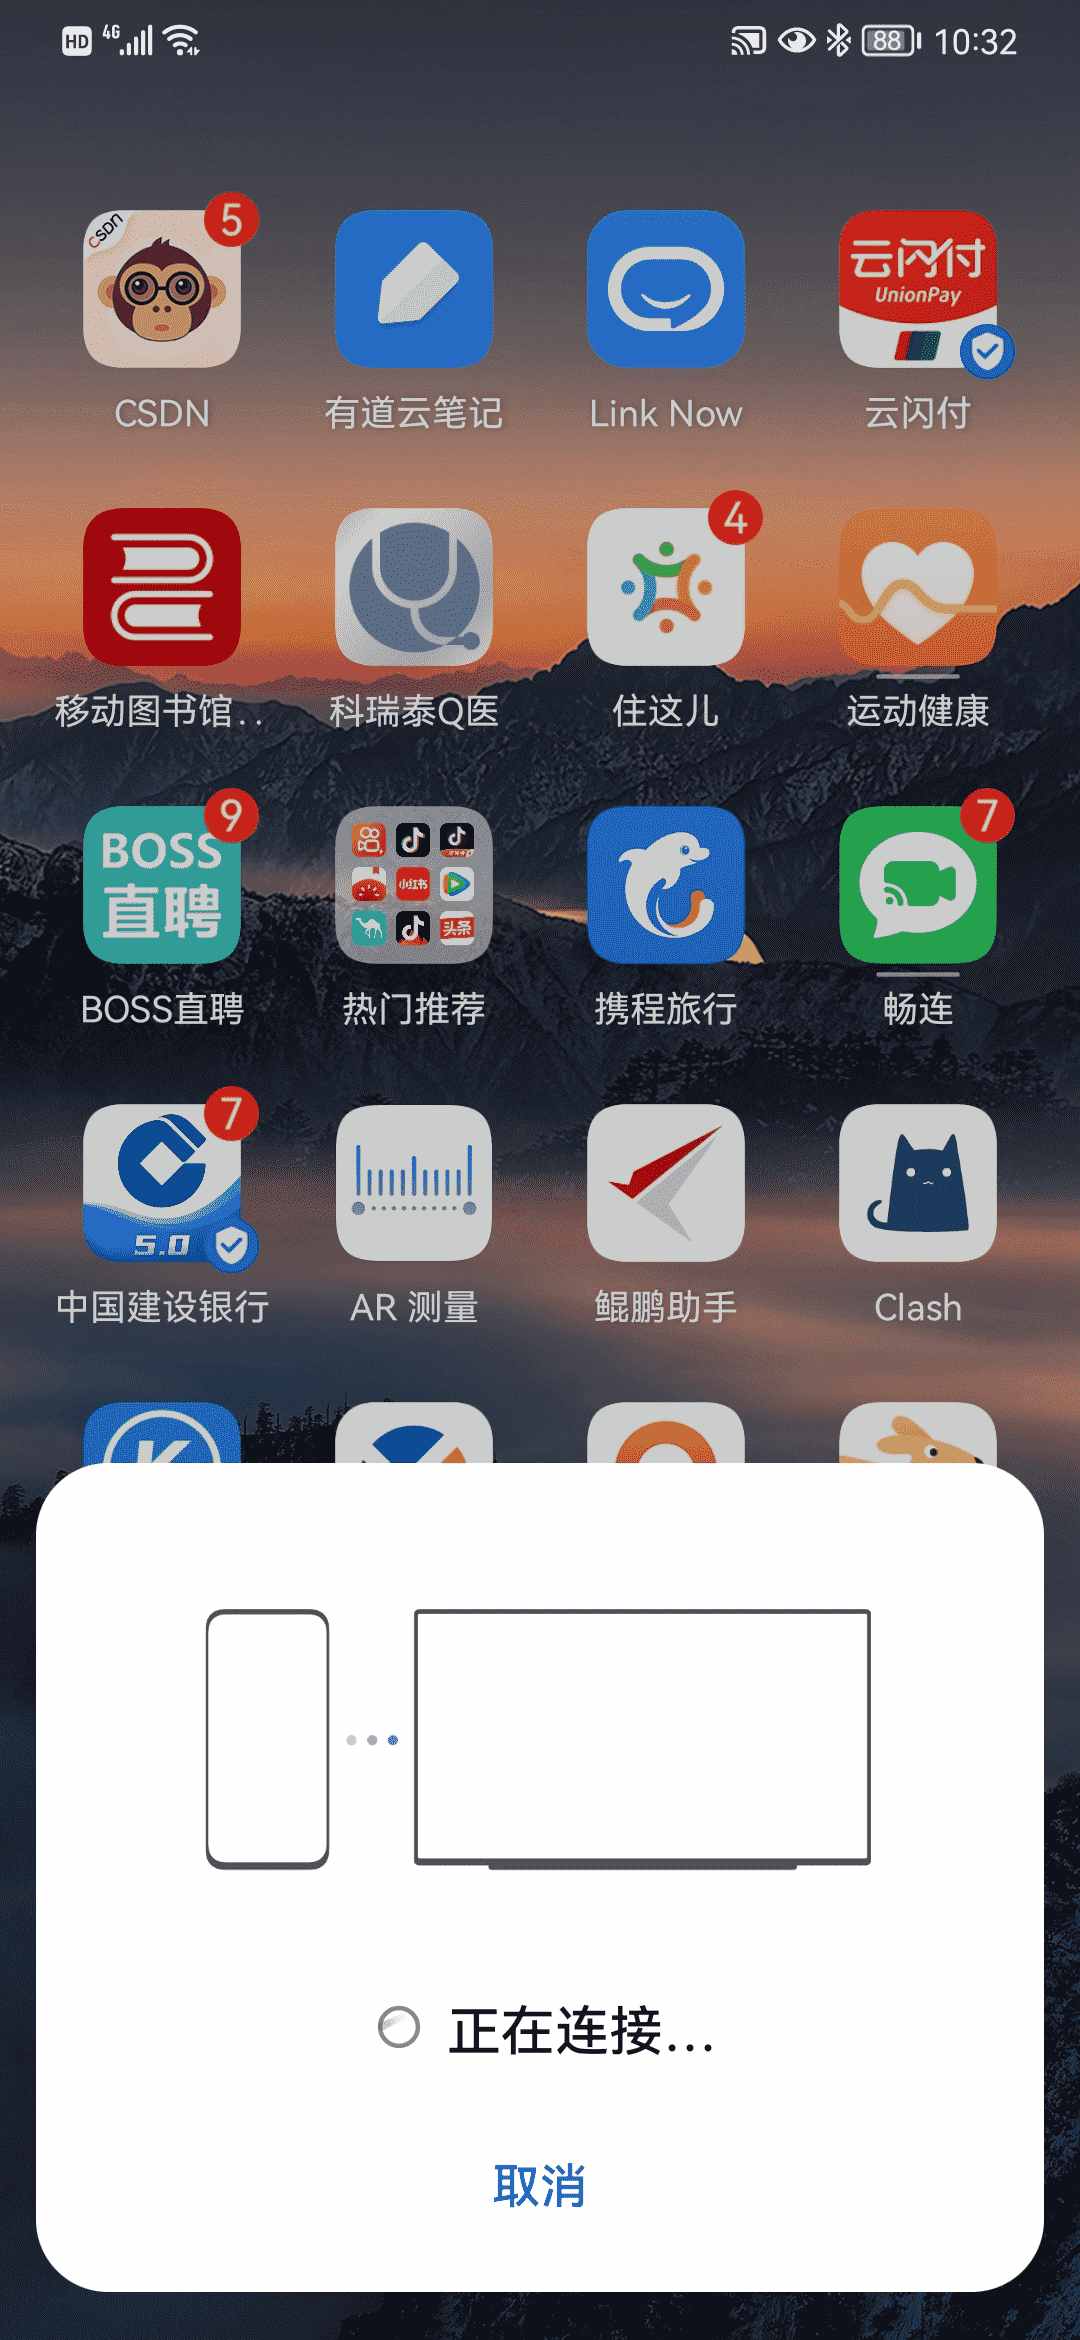 HD 4G 88 10:32
CSDN 5
云闪付
UnionPay
CSDN 有道云笔记 Link Now 云闪付
4
移动图书馆.. 科瑞泰Q医 住这儿 运动健康
BOSS
直聘
9
小红书
头条
7
BOSS直聘 热门推荐 携程旅行 畅连
7
5.0
中国建设银行 AR 测量 鲲鹏助手 Clash
K
正在连接...
取消